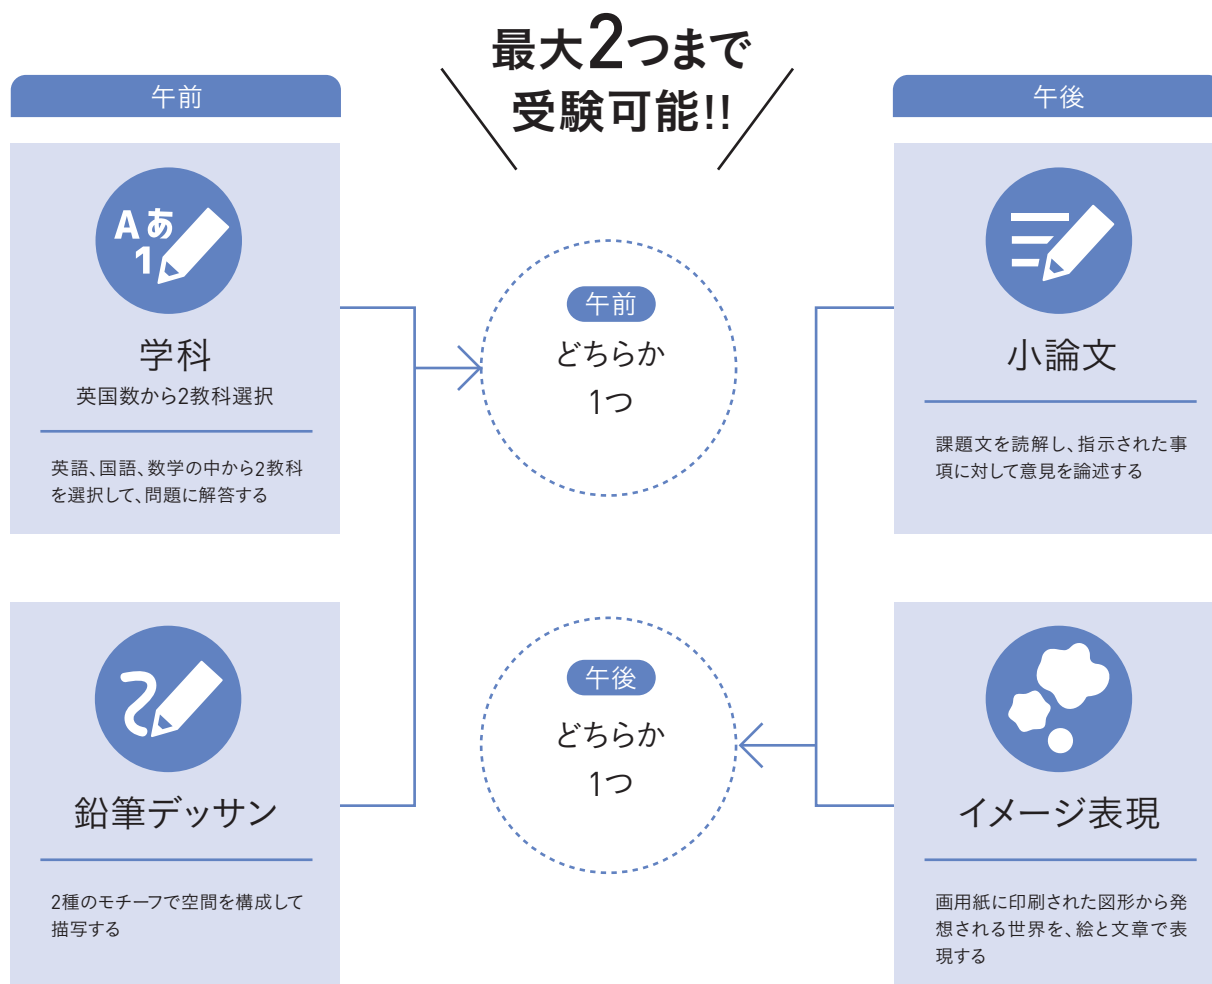 最大2つまで
受験可能!!
午前
Aあ
1
学科
英国数から2教科選択
英語、国語、数学の中から2教科
を選択して、問題に解答する
鉛筆デッサン
2種のモチーフで空間を構成して
描写する
午前
どちらか
1つ
午後
どちらか
1つ
午後
小論文
課題文を読解し、指示された事
項に対して意見を論述する
イメージ表現
画用紙に印刷された図形から発
想される世界を、絵と文章で表
現する